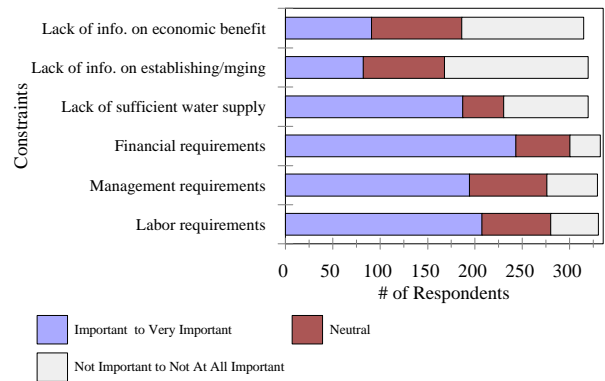 Lack of info. on economic benefit
Lack of info. on establishing/mging
Lack of sufficient water supply
Financial requirements
Management requirements
Labor requirements
Constraints
0 50 100 150 200 250 300
# of Respondents
Important to Very Important
Neutral
Not Important to Not At All Important